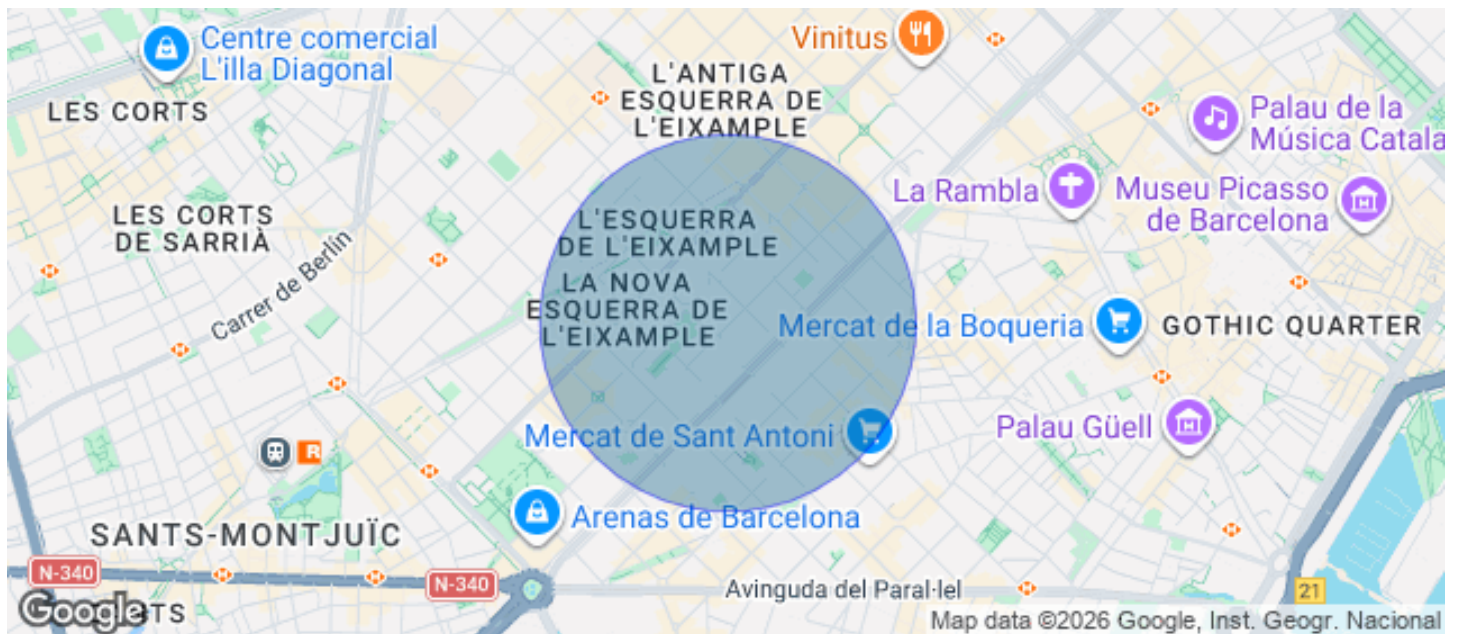 Centre comercial
L'illa Diagonal
Vinitus
L'ANTIGA
ESQUERRA DE
L'EIXAMPLE
LES CORTS
Palau de la
Música Catala
La Rambla
Museu Picasso
de Barcelona
LES CORTS
DE SARRIÀ
L'ESQUERRA
DE L'EIXAMPLE
Carrer de Berlín
LA NOVA
ESQUERRA DE
L'EIXAMPLE
Mercat de la Boqueria
GOTHIC QUARTER
Mercat de Sant Antoni
Palau Güell
R
Arenas de Barcelona
SANTS-MONTJUÏC
N-340
N-340
Avinguda del Paral·lel
21
Google
TS
Map data ©2026 Google, Inst. Geogr. Nacional